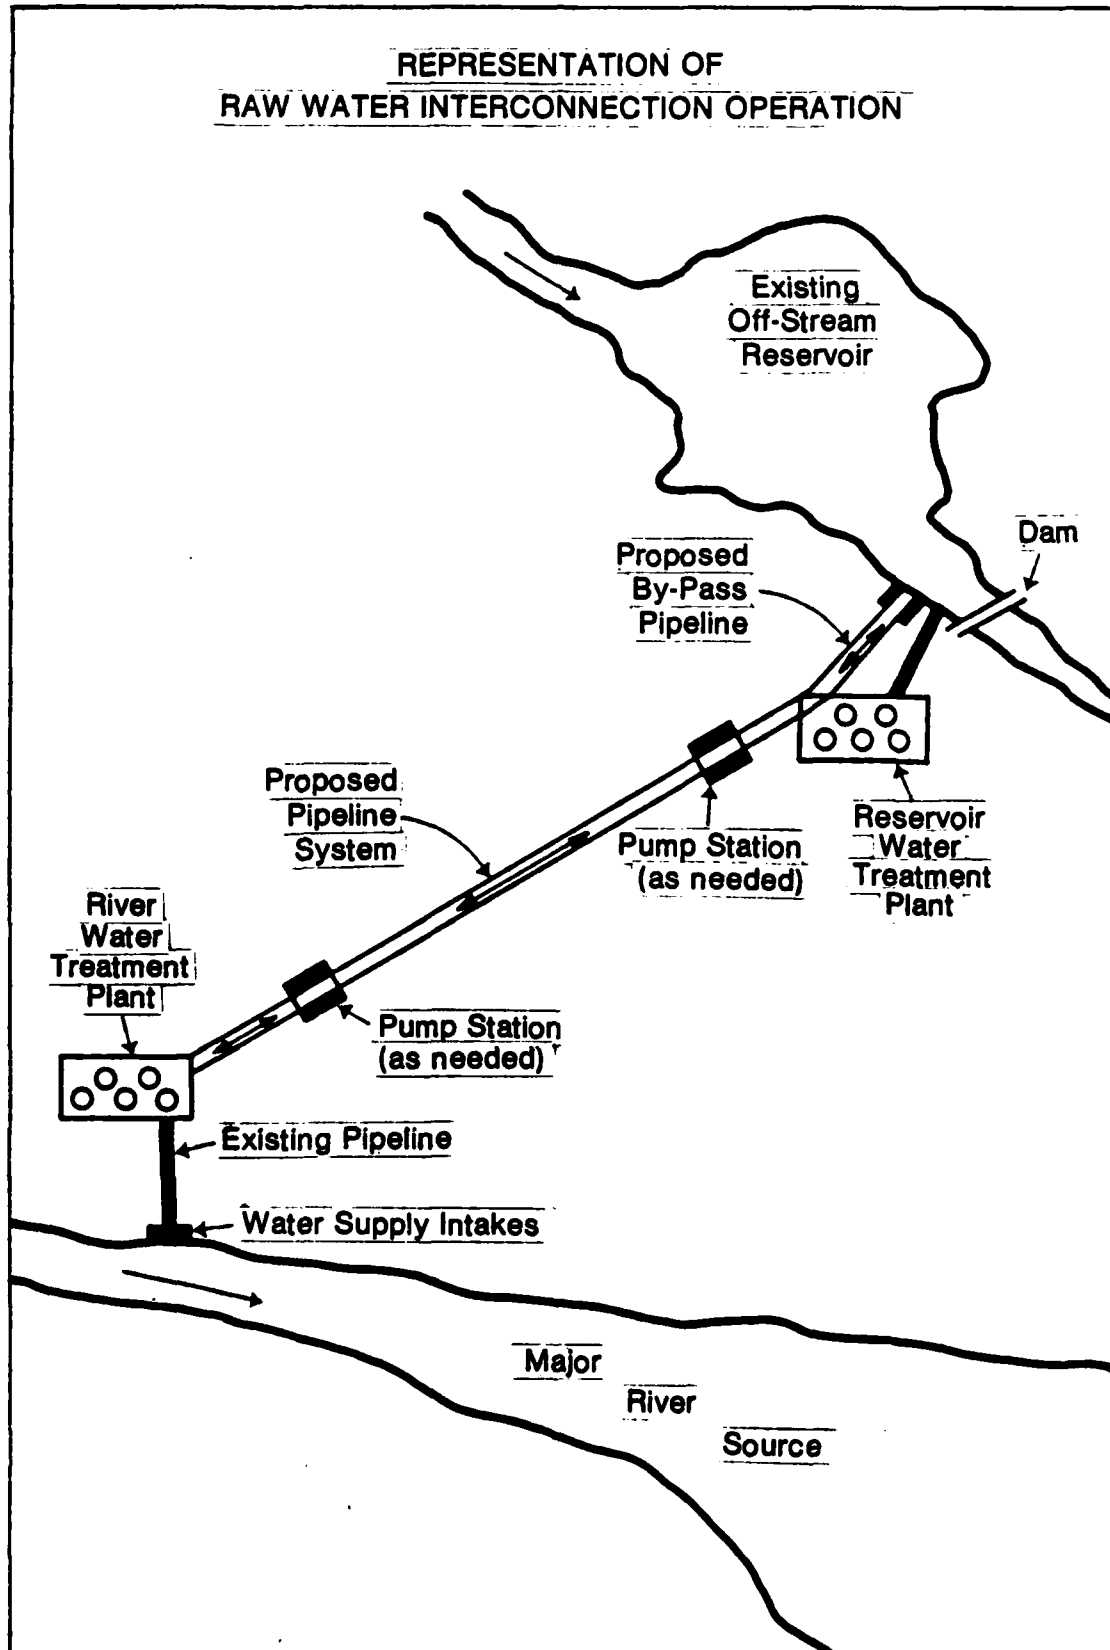 REPRESENTATION OF
RAW WATER INTERCONNECTION OPERATION
Existing
Off-Stream
Reservoir
Dam
Proposed
By-Pass
Pipeline
Proposed
Pipeline
System
Pump Station
(as needed)
Reservoir
Water
Treatment
Plant
River
Water
Treatment
Plant
Pump Station
(as needed)
Existing Pipeline
Water Supply Intakes
Major
River
Source